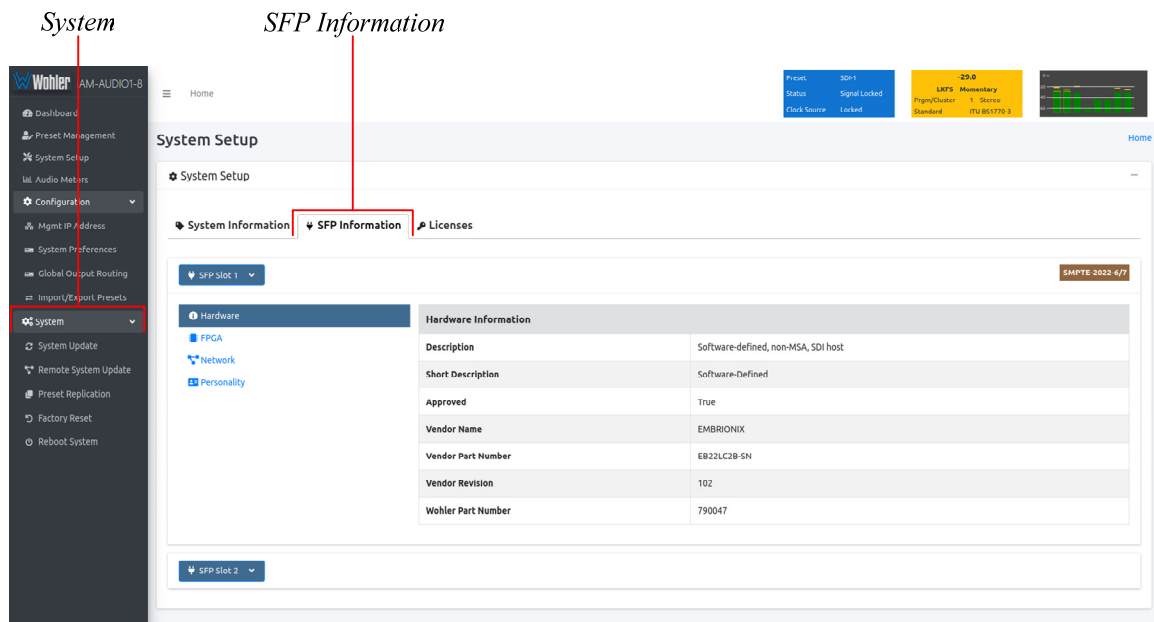 System
SFP Information
Wohler AM-AUDIO1-8
Dashboard
Preset Management
System Setup
Audio Meters
Configuration
Mgmt IP Address
System Preferences
Global Output Routing
Import/Export Presets
System
System Update
Remote System Update
Preset Replication
Factory Reset
Reboot System
Home
Preset SDI-1
Status Signal Locked
Clock Source Locked
-29.0
LKFS Momentary
Prgm/Cluster 1 Stereo
Standard ITU BS1770-3
System Setup
Home
System Setup
System Information
SFP Information
Licenses
SFP Slot 1
SMPTE-2022-6/7
Hardware
FPGA
Network
Personality
Hardware Information
Description Software-defined, non-MSA, SDI host
Short Description Software-Defined
Approved True
Vendor Name EMBRIONIX
Vendor Part Number EB22LC2B-SN
Vendor Revision 102
Wohler Part Number 790047
SFP Slot 2